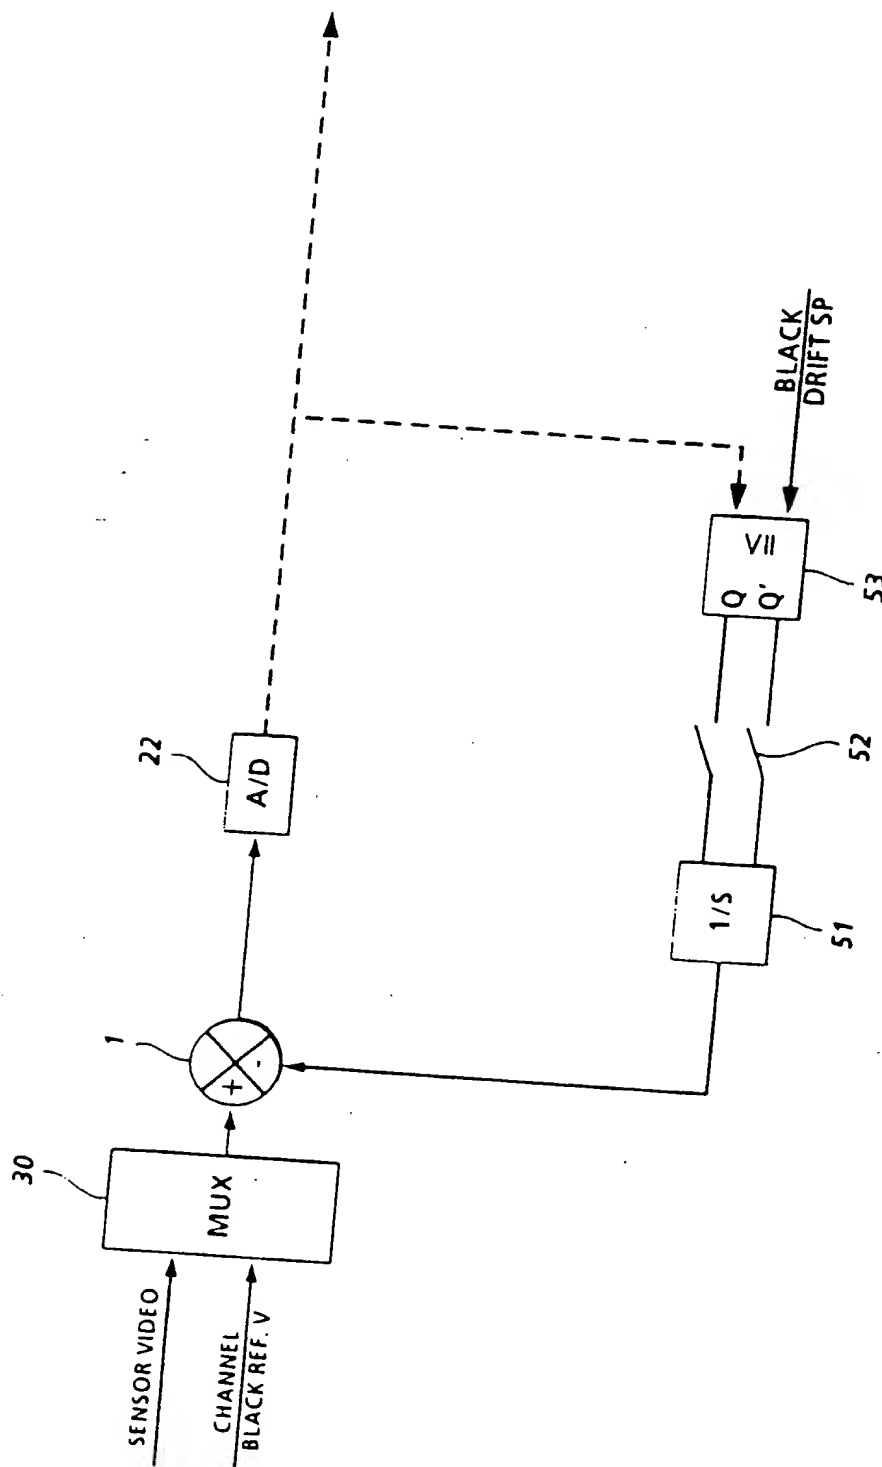 SENSOR VIDEO
CHANNEL
BLACK REF. V
30
MUX
1
+
-
22
A/D
51
1/S
52
53
Q
Q'
≤
BLACK
DRIFT SP